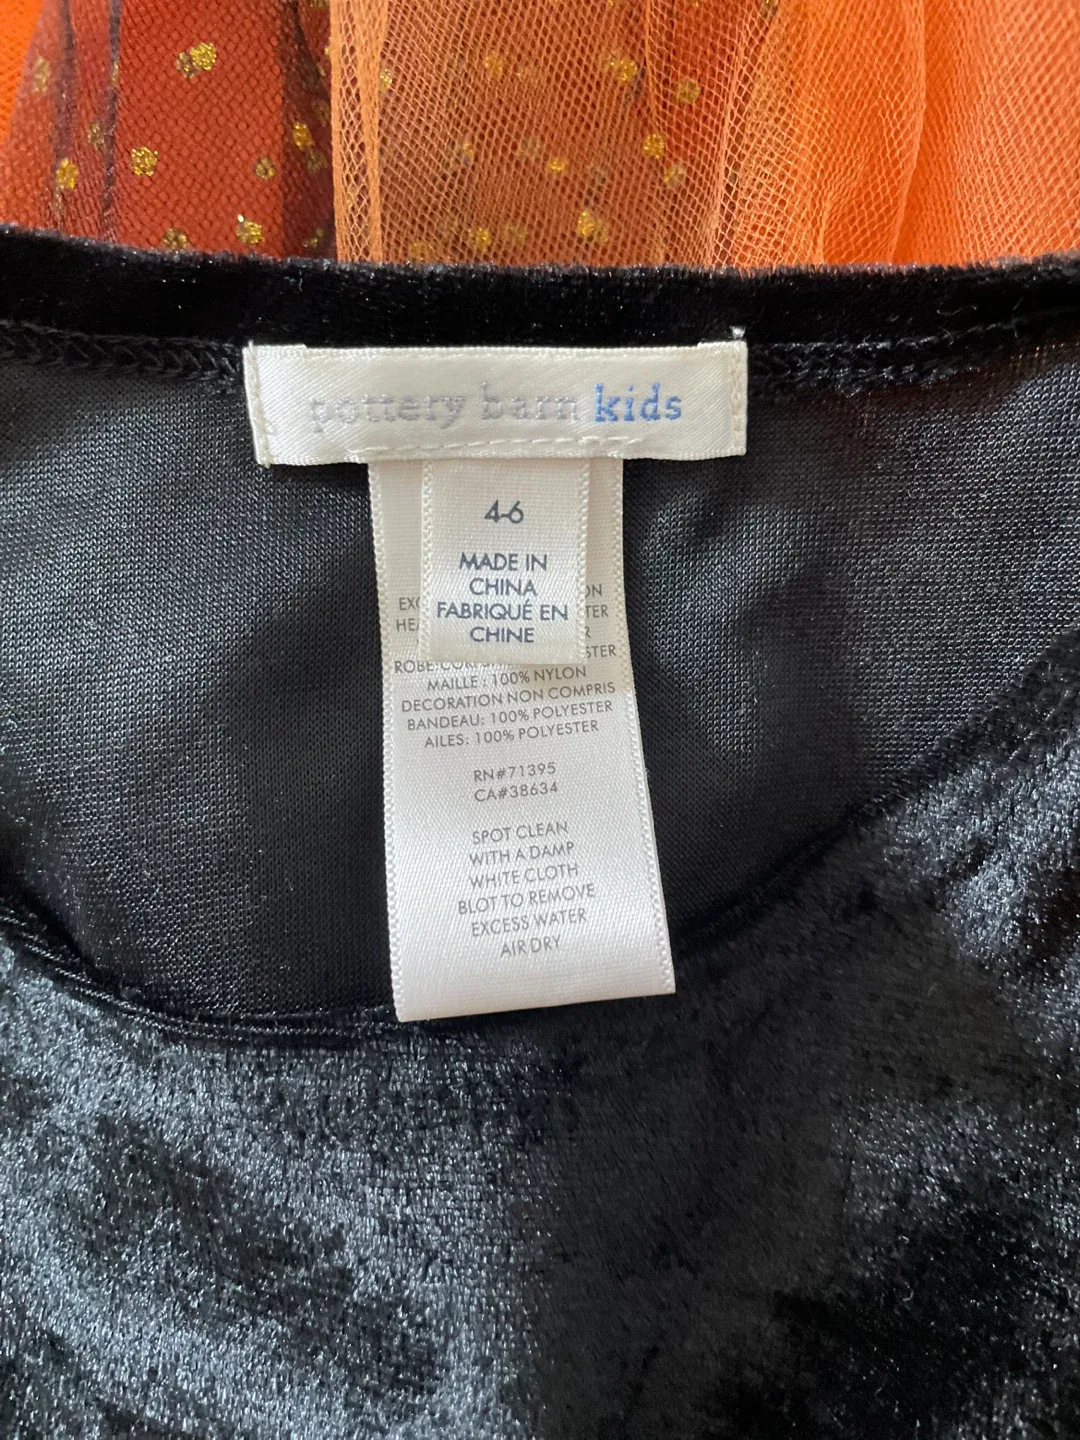 pottery barn kids
4-6
MADE IN
CHINA
FABRIQUÉ EN
CHINE
MAILLE : 100% NYLON
DECORATION NON COMPRIS
BANDEAU: 100% POLYESTER
AILES: 100% POLYESTER
RN#71395
CA#38634
SPOT CLEAN
WITH A DAMP
WHITE CLOTH
BLOT TO REMOVE
EXCESS WATER
AIR DRY